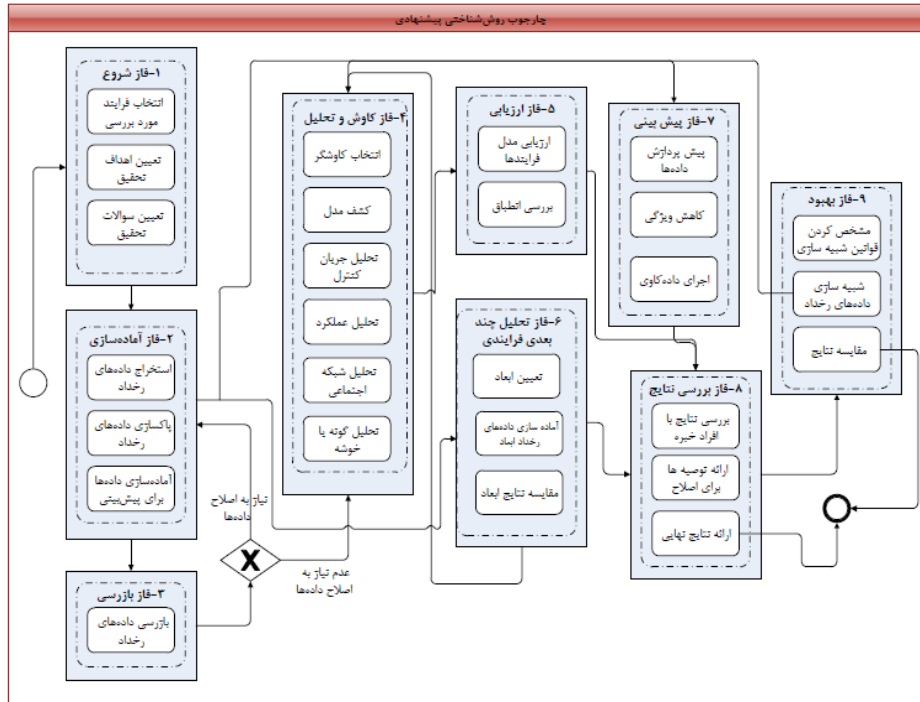 چارجوب روش‌شناختی پیشنهادی
۱-فاز شروع
انتخاب فرایند
مورد بررسی
تعیین اهداف
تحقیق
تعیین سوالات
تحقیق
۲-فاز آماده‌سازی
استخراج داده‌های
رخداد
پاکسازی داده‌های
رخداد
آماده‌سازی داده‌ها
برای پیش‌بینی
۳-فاز بازرسی
بازرسی داده‌های
رخداد
نیاز به اصلاح
داده‌ها
X
عدم نیاز به
اصلاح داده‌ها
۴-فاز کاوش و تحلیل
انتخاب کاوشگر
کشف مدل
تحلیل جریان
کنترل
تحلیل عملکرد
تحلیل شبکه
اجتماعی
تحلیل گونه یا
خوشه
۵-فاز ارزیابی
ارزیابی مدل
فرایندها
بررسی انطباق
۶-فاز تحلیل چند
بعدی فرایندی
تعیین ابعاد
آماده سازی داده‌های
رخداد ابعاد
مقایسه نتایج ابعاد
۷-فاز پیش بینی
پیش پردازش
داده‌ها
کاهش ویژگی
اجرای داده‌کاوی
۸-فاز بررسی نتایج
بررسی نتایج با
افراد خبره
ارائه توصیه ها
برای اصلاح
ارائه نتایج نهایی
۹-فاز بهبود
مشخص کردن
قوانین شبیه سازی
شبیه سازی
داده‌های رخداد
مقایسه نتایج